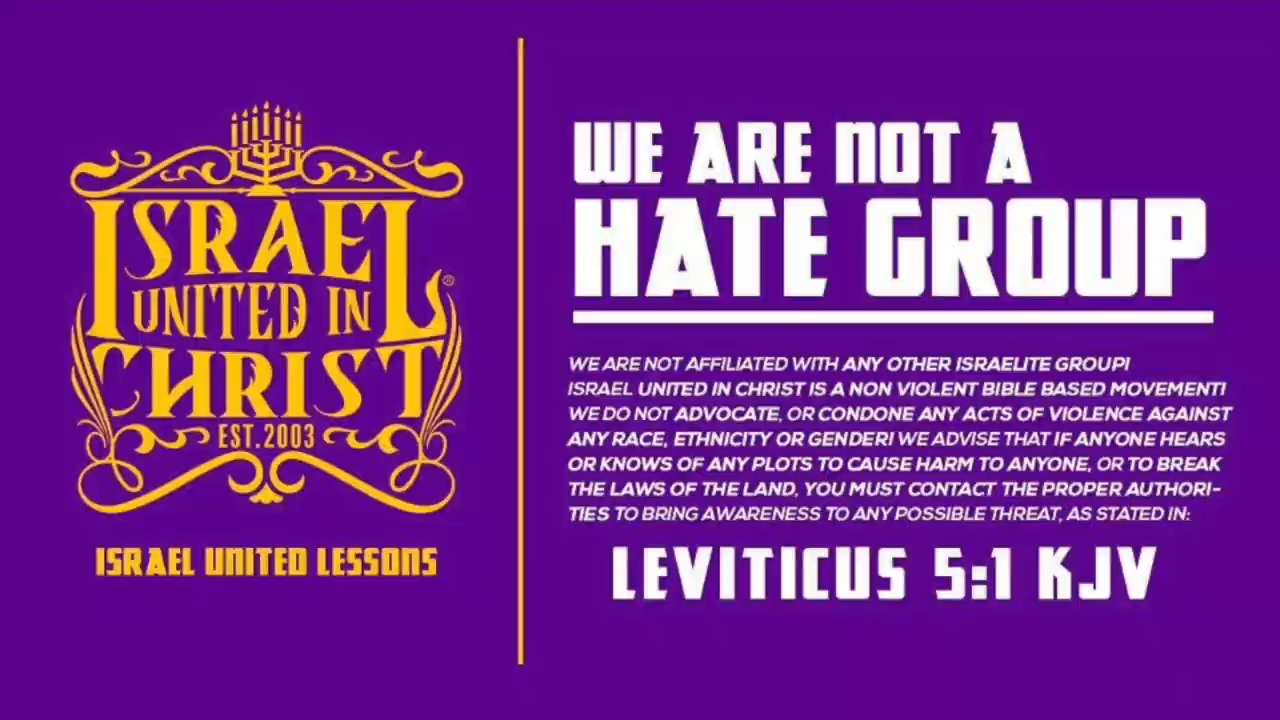 ISRAEL
UNITED IN
CHRIST
EST. 2003
ISRAEL UNITED LESSONS
WE ARE NOT A
HATE GROUP
WE ARE NOT AFFILIATED WITH ANY OTHER ISRAELITE GROUP!
ISRAEL UNITED IN CHRIST IS A NON VIOLENT BIBLE BASED MOVEMENT!
WE DO NOT ADVOCATE, OR CONDONE ANY ACTS OF VIOLENCE AGAINST
ANY RACE, ETHNICITY OR GENDER! WE ADVISE THAT IF ANYONE HEARS
OR KNOWS OF ANY PLOTS TO CAUSE HARM TO ANYONE, OR TO BREAK
THE LAWS OF THE LAND, YOU MUST CONTACT THE PROPER AUTHORI-
TIES TO BRING AWARENESS TO ANY POSSIBLE THREAT, AS STATED IN:
LEVITICUS 5:1 KJV